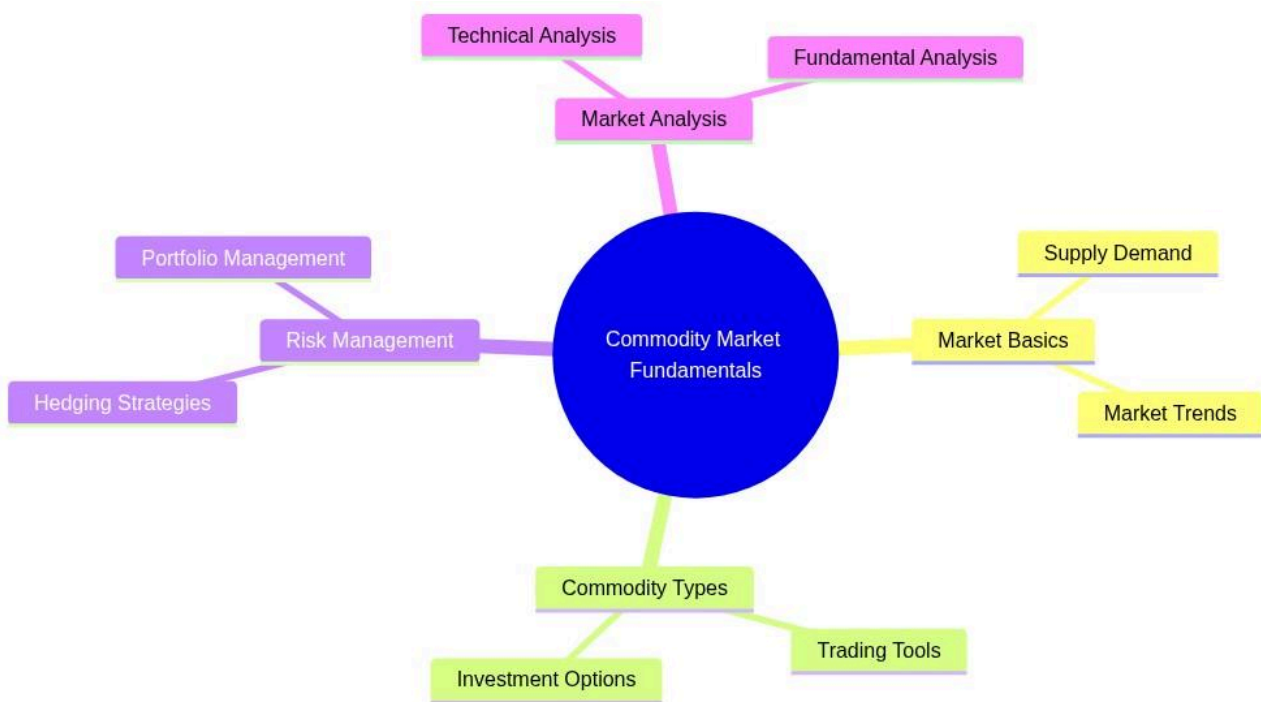 Technical Analysis
Fundamental Analysis
Market Analysis
Portfolio Management
Supply Demand
Risk Management
Commodity Market
Fundamentals
Market Basics
Hedging Strategies
Market Trends
Commodity Types
Trading Tools
Investment Options